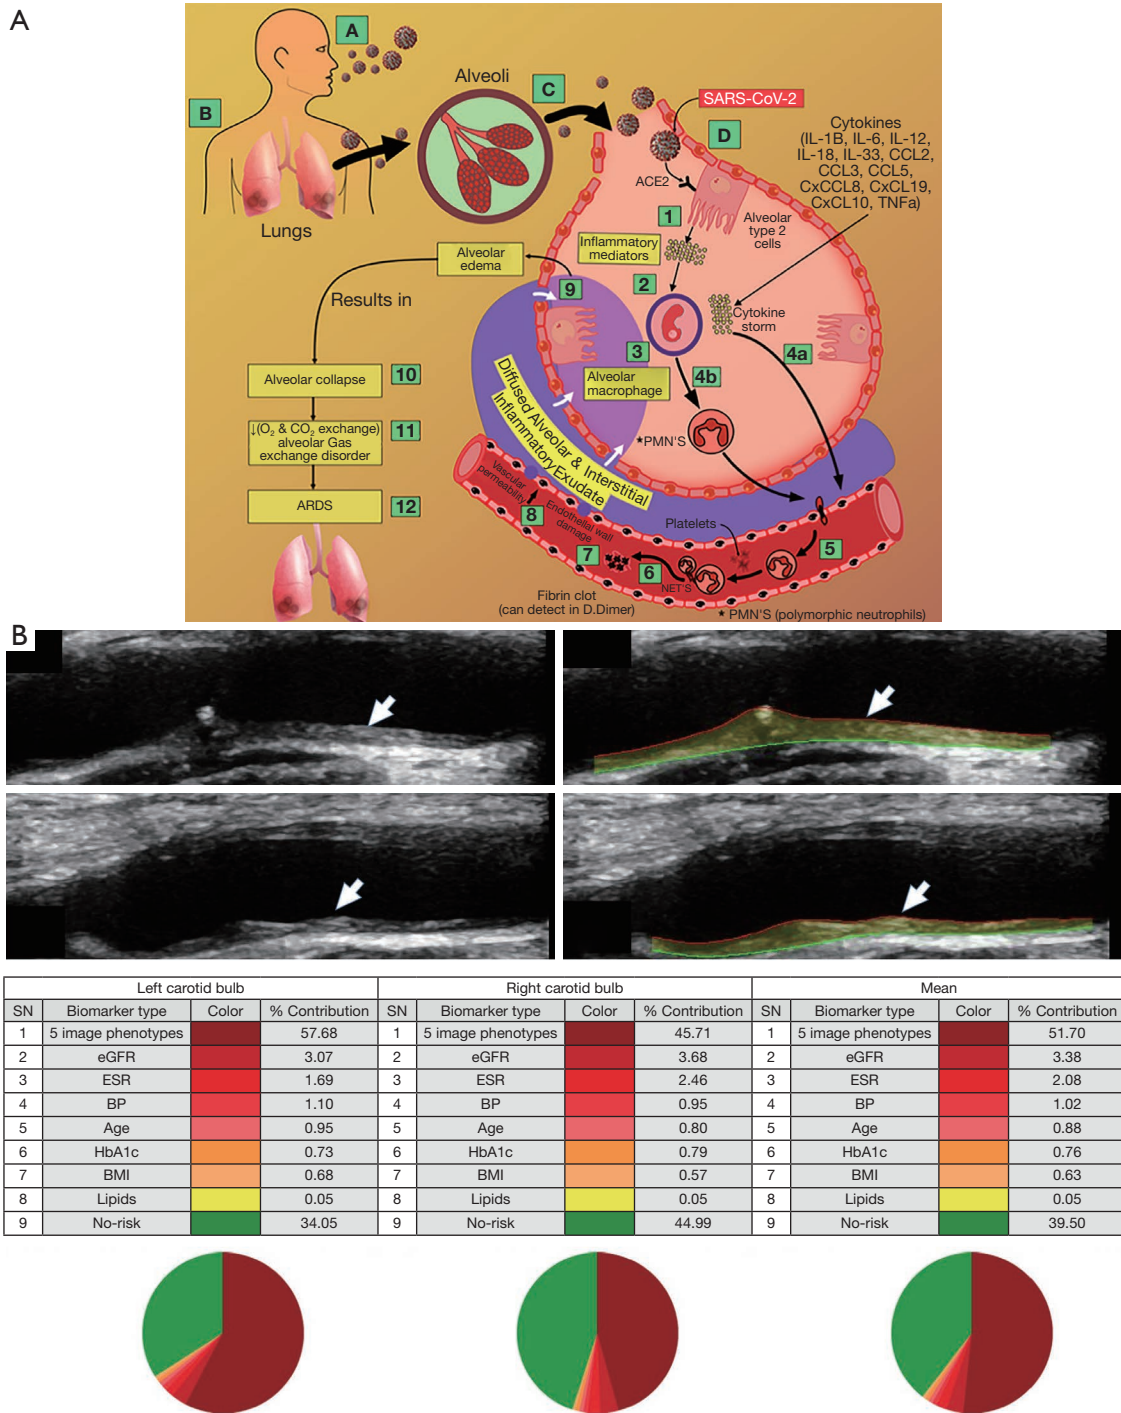 A
A
B
Lungs
Alveoli
C
SARS-CoV-2
D
ACE2
Cytokines
(IL-1B, IL-6, IL-12,
IL-18, IL-33, CCL2,
CCL3, CCL5,
CxCCL8, CxCL19,
CxCL10, TNFa)
Alveolar
type 2
cells
1
Inflammatory
mediators
2
Cytokine
storm
3
Alveolar
macrophage
4a
4b
★PMN'S
Alveolar
edema
9
Results in
Alveolar collapse
10
↓(O₂ & CO₂ exchange)
alveolar Gas
exchange disorder
11
ARDS
12
Diffused Alveolar & Interstitial
Inflammatory Exudate
Vascular
permeability
8
Endothellal wall
damage
Platelets
5
7
6
NET'S
Fibrin clot
(can detect in D.Dimer)
★ PMN'S (polymorphic neutrophils)
B
Left carotid bulb Right carotid bulb Mean
SN Biomarker type Color % Contribution SN Biomarker type Color % Contribution SN Biomarker type Color % Contribution
1 5 image phenotypes 57.68 1 5 image phenotypes 45.71 1 5 image phenotypes 51.70
2 eGFR 3.07 2 eGFR 3.68 2 eGFR 3.38
3 ESR 1.69 3 ESR 2.46 3 ESR 2.08
4 BP 1.10 4 BP 0.95 4 BP 1.02
5 Age 0.95 5 Age 0.80 5 Age 0.88
6 HbA1c 0.73 6 HbA1c 0.79 6 HbA1c 0.76
7 BMI 0.68 7 BMI 0.57 7 BMI 0.63
8 Lipids 0.05 8 Lipids 0.05 8 Lipids 0.05
9 No-risk 34.05 9 No-risk 44.99 9 No-risk 39.50